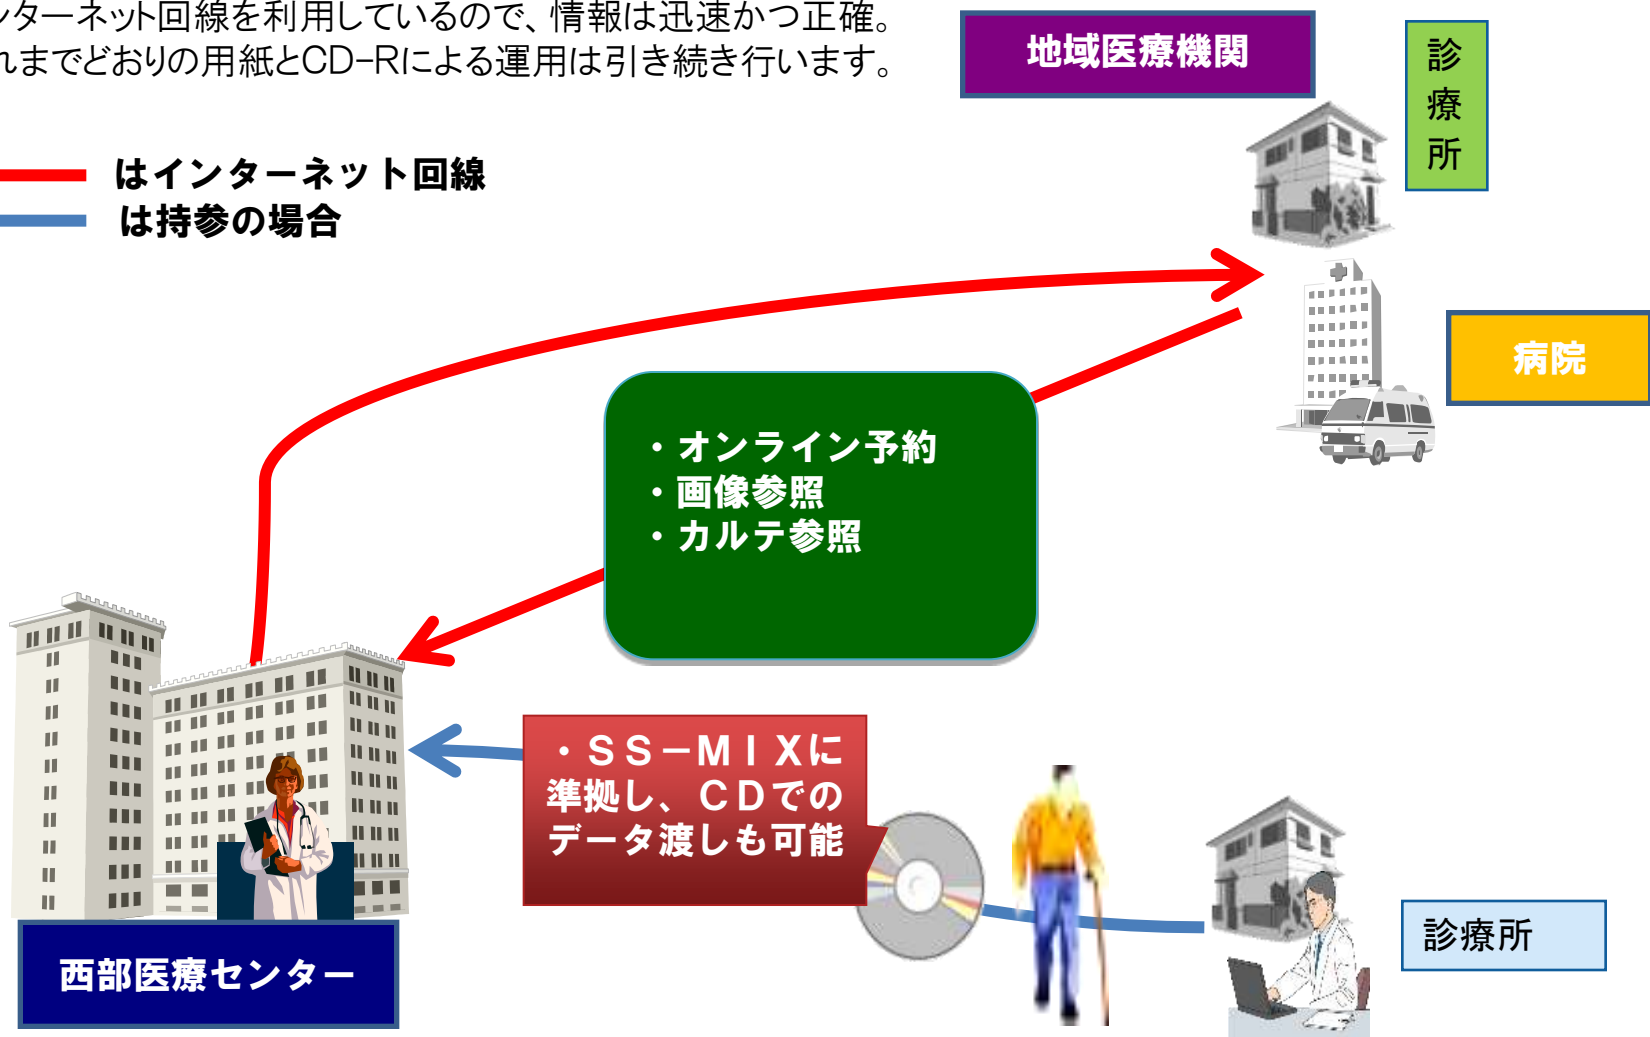 ンターネット回線を利用しているので、情報は迅速かつ正確。
れまでどおりの用紙とCD-Rによる運用は引き続き行います。
はインターネット回線
は持参の場合
地域医療機関
診療所
病院
・オンライン予約
・画像参照
・カルテ参照
・ＳＳ－ＭＩＸに
準拠し、ＣＤでの
データ渡しも可能
西部医療センター
診療所